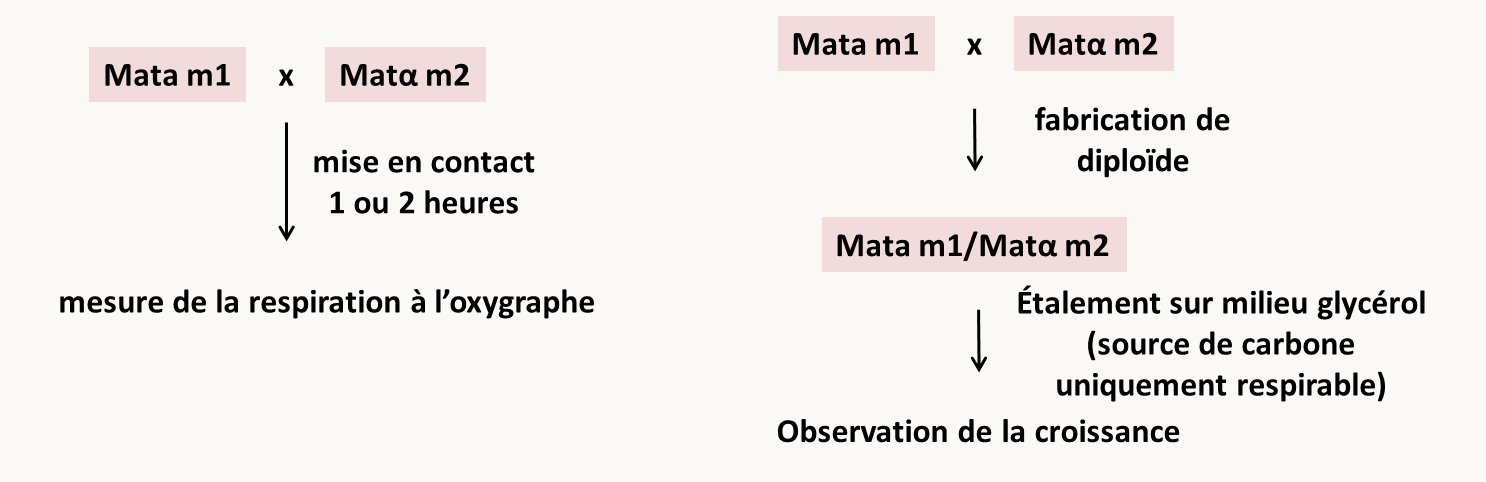 Mata m1 x Matα m2
mise en contact
1 ou 2 heures
mesure de la respiration à l’oxygraphe
Mata m1 x Matα m2
fabrication de
diploïde
Mata m1/Matα m2
Étalement sur milieu glycérol
(source de carbone
uniquement respirable)
Observation de la croissance